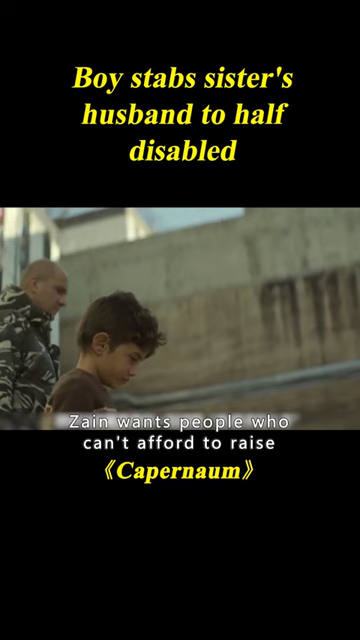 Boy stabs sister's
husband to half
disabled
Zain wants people who
can't afford to raise
《Capernaum》